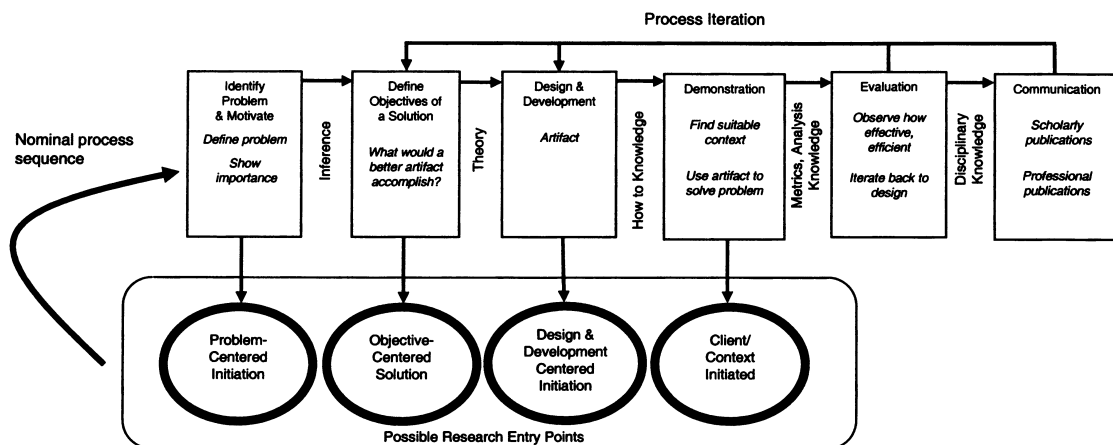 Process Iteration
Nominal process
sequence
Identify
Problem
& Motivate
Define problem
Show
importance
Inference
Define
Objectives of
a Solution
What would a
better artifact
accomplish?
Theory
Design &
Development
Artifact
How to Knowledge
Demonstration
Find suitable
context
Use artifact to
solve problem
Metrics, Analysis
Knowledge
Evaluation
Observe how
effective,
efficient
Iterate back to
design
Disciplinary
Knowledge
Communication
Scholarly
publications
Professional
publications
Problem-
Centered
Initiation
Objective-
Centered
Solution
Design &
Development
Centered
Initiation
Client/
Context
Initiated
Possible Research Entry Points